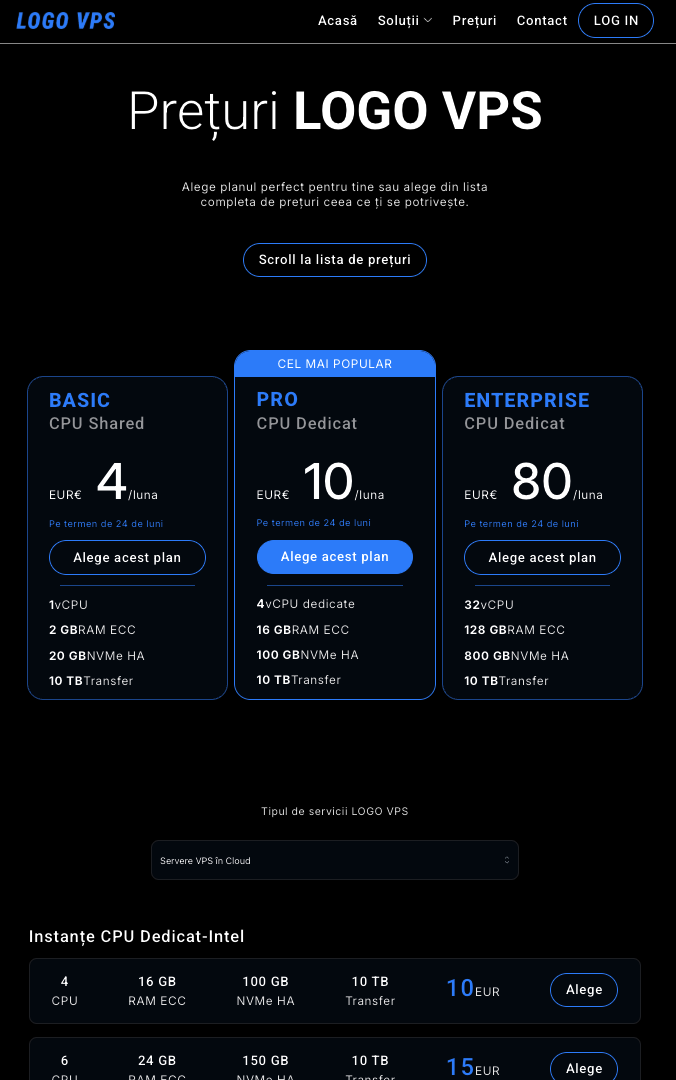 LOGO VPS
Acasă Soluții Prețuri Contact LOG IN
Prețuri LOGO VPS
Alege planul perfect pentru tine sau alege din lista
completa de prețuri ceea ce ți se potrivește.
Scroll la lista de prețuri
CEL MAI POPULAR
BASIC
CPU Shared
EUR€ 4/luna
Pe termen de 24 de luni
Alege acest plan
1vCPU
2 GBRAM ECC
20 GBNVMe HA
10 TBTransfer
PRO
CPU Dedicat
EUR€ 10/luna
Pe termen de 24 de luni
Alege acest plan
4vCPU dedicate
16 GBRAM ECC
100 GBNVMe HA
10 TBTransfer
ENTERPRISE
CPU Dedicat
EUR€ 80/luna
Pe termen de 24 de luni
Alege acest plan
32vCPU
128 GBRAM ECC
800 GBNVMe HA
10 TBTransfer
Tipul de servicii LOGO VPS
Servere VPS în Cloud
Instanțe CPU Dedicat-Intel
4 16 GB 100 GB 10 TB 10EUR Alege
CPU RAM ECC NVMe HA Transfer
6 24 GB 150 GB 10 TB 15EUR Alege
CPU RAM ECC NVMe HA Transfer